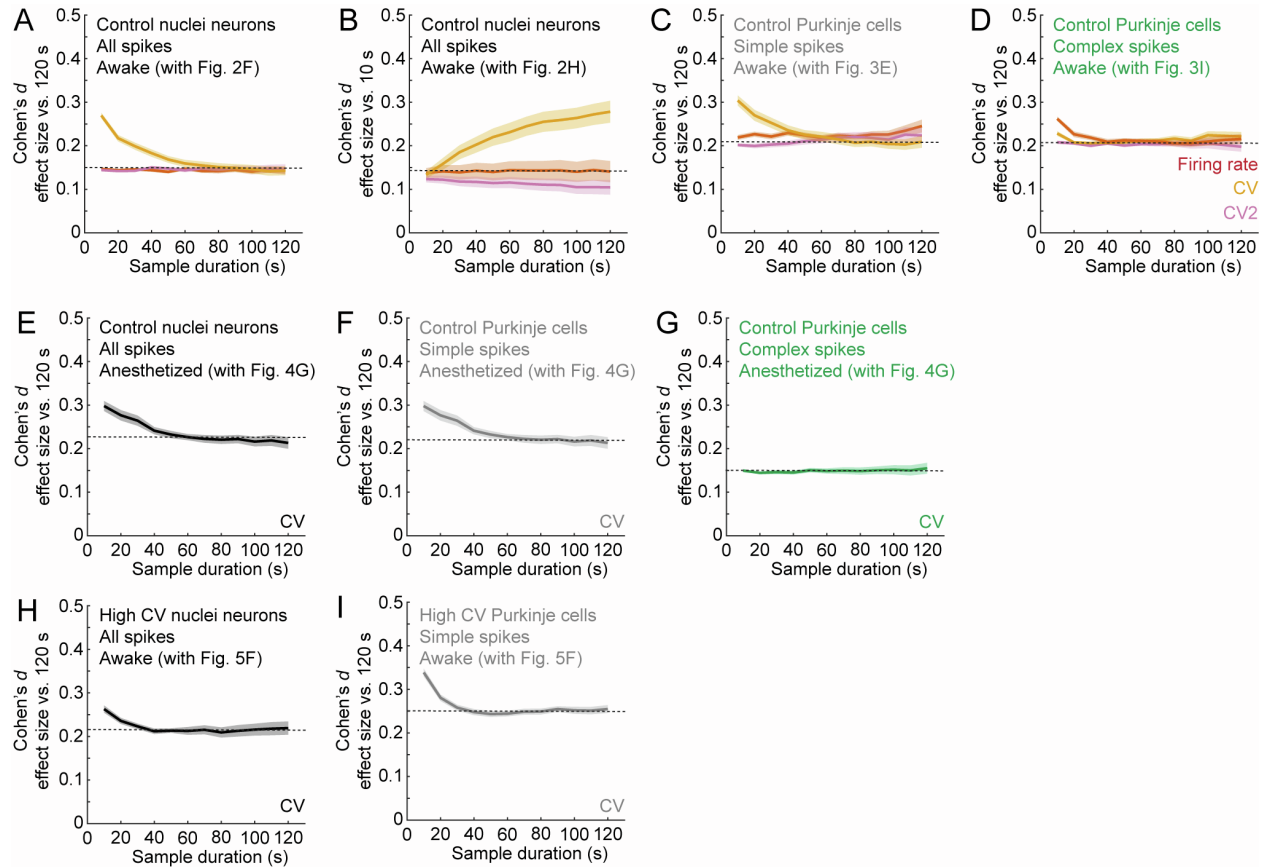 A
Control nuclei neurons
All spikes
Awake (with Fig. 2F)
Cohen's d
effect size vs. 120 s
0.5
0.4
0.3
0.2
0.1
0
0 20 40 60 80 100 120
Sample duration (s)
B
Control nuclei neurons
All spikes
Awake (with Fig. 2H)
Cohen's d
effect size vs. 10 s
0.5
0.4
0.3
0.2
0.1
0
0 20 40 60 80 100 120
Sample duration (s)
C
Control Purkinje cells
Simple spikes
Awake (with Fig. 3E)
Cohen's d
effect size vs. 120 s
0.5
0.4
0.3
0.2
0.1
0
0 20 40 60 80 100 120
Sample duration (s)
D
Control Purkinje cells
Complex spikes
Awake (with Fig. 3I)
Cohen's d
effect size vs. 120 s
0.5
0.4
0.3
0.2
0.1
0
0 20 40 60 80 100 120
Sample duration (s)
Firing rate
CV
CV2
E
Control nuclei neurons
All spikes
Anesthetized (with Fig. 4G)
Cohen's d
effect size vs. 120 s
0.5
0.4
0.3
0.2
0.1
0
0 20 40 60 80 100 120
Sample duration (s)
CV
F
Control Purkinje cells
Simple spikes
Anesthetized (with Fig. 4G)
Cohen's d
effect size vs. 120 s
0.5
0.4
0.3
0.2
0.1
0
0 20 40 60 80 100 120
Sample duration (s)
CV
G
Control Purkinje cells
Complex spikes
Anesthetized (with Fig. 4G)
Cohen's d
effect size vs. 120 s
0.5
0.4
0.3
0.2
0.1
0
0 20 40 60 80 100 120
Sample duration (s)
CV
H
High CV nuclei neurons
All spikes
Awake (with Fig. 5F)
Cohen's d
effect size vs. 120 s
0.5
0.4
0.3
0.2
0.1
0
0 20 40 60 80 100 120
Sample duration (s)
CV
I
High CV Purkinje cells
Simple spikes
Awake (with Fig. 5F)
Cohen's d
effect size vs. 120 s
0.5
0.4
0.3
0.2
0.1
0
0 20 40 60 80 100 120
Sample duration (s)
CV